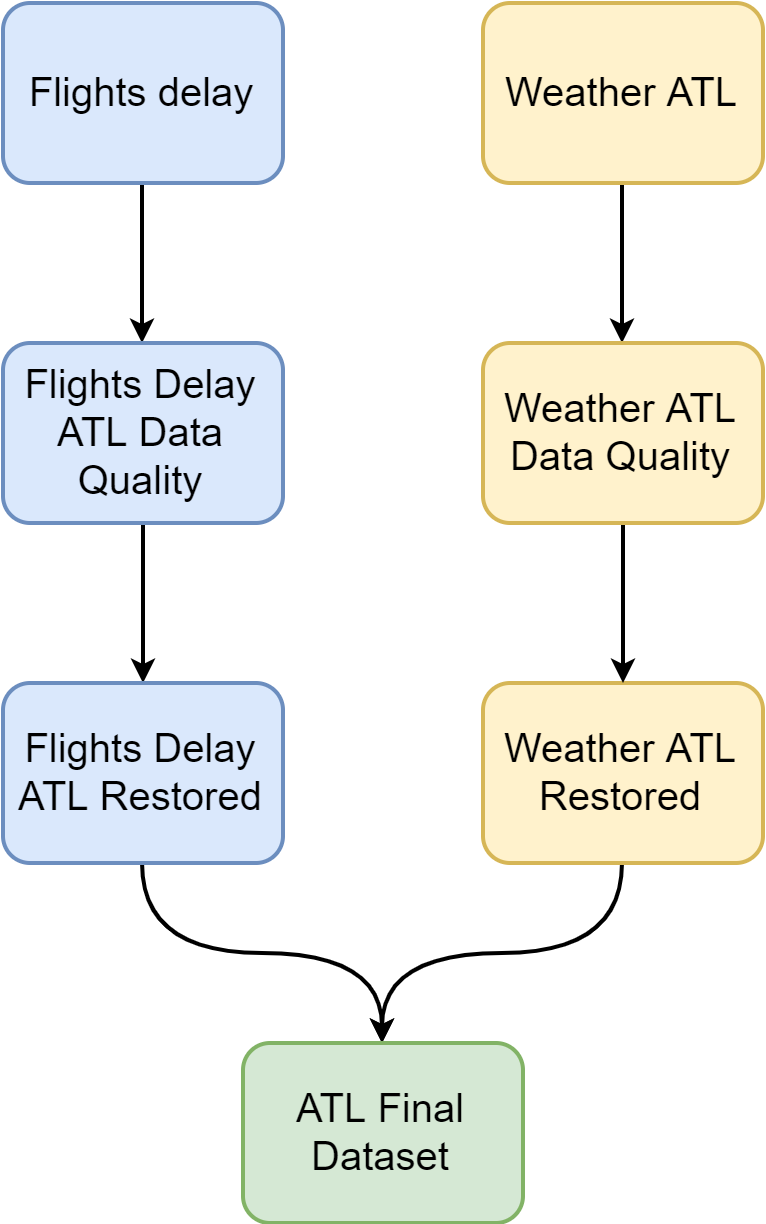 Flights delay
Weather ATL
Flights Delay
ATL Data
Quality
Weather ATL
Data Quality
Flights Delay
ATL Restored
Weather ATL
Restored
ATL Final
Dataset